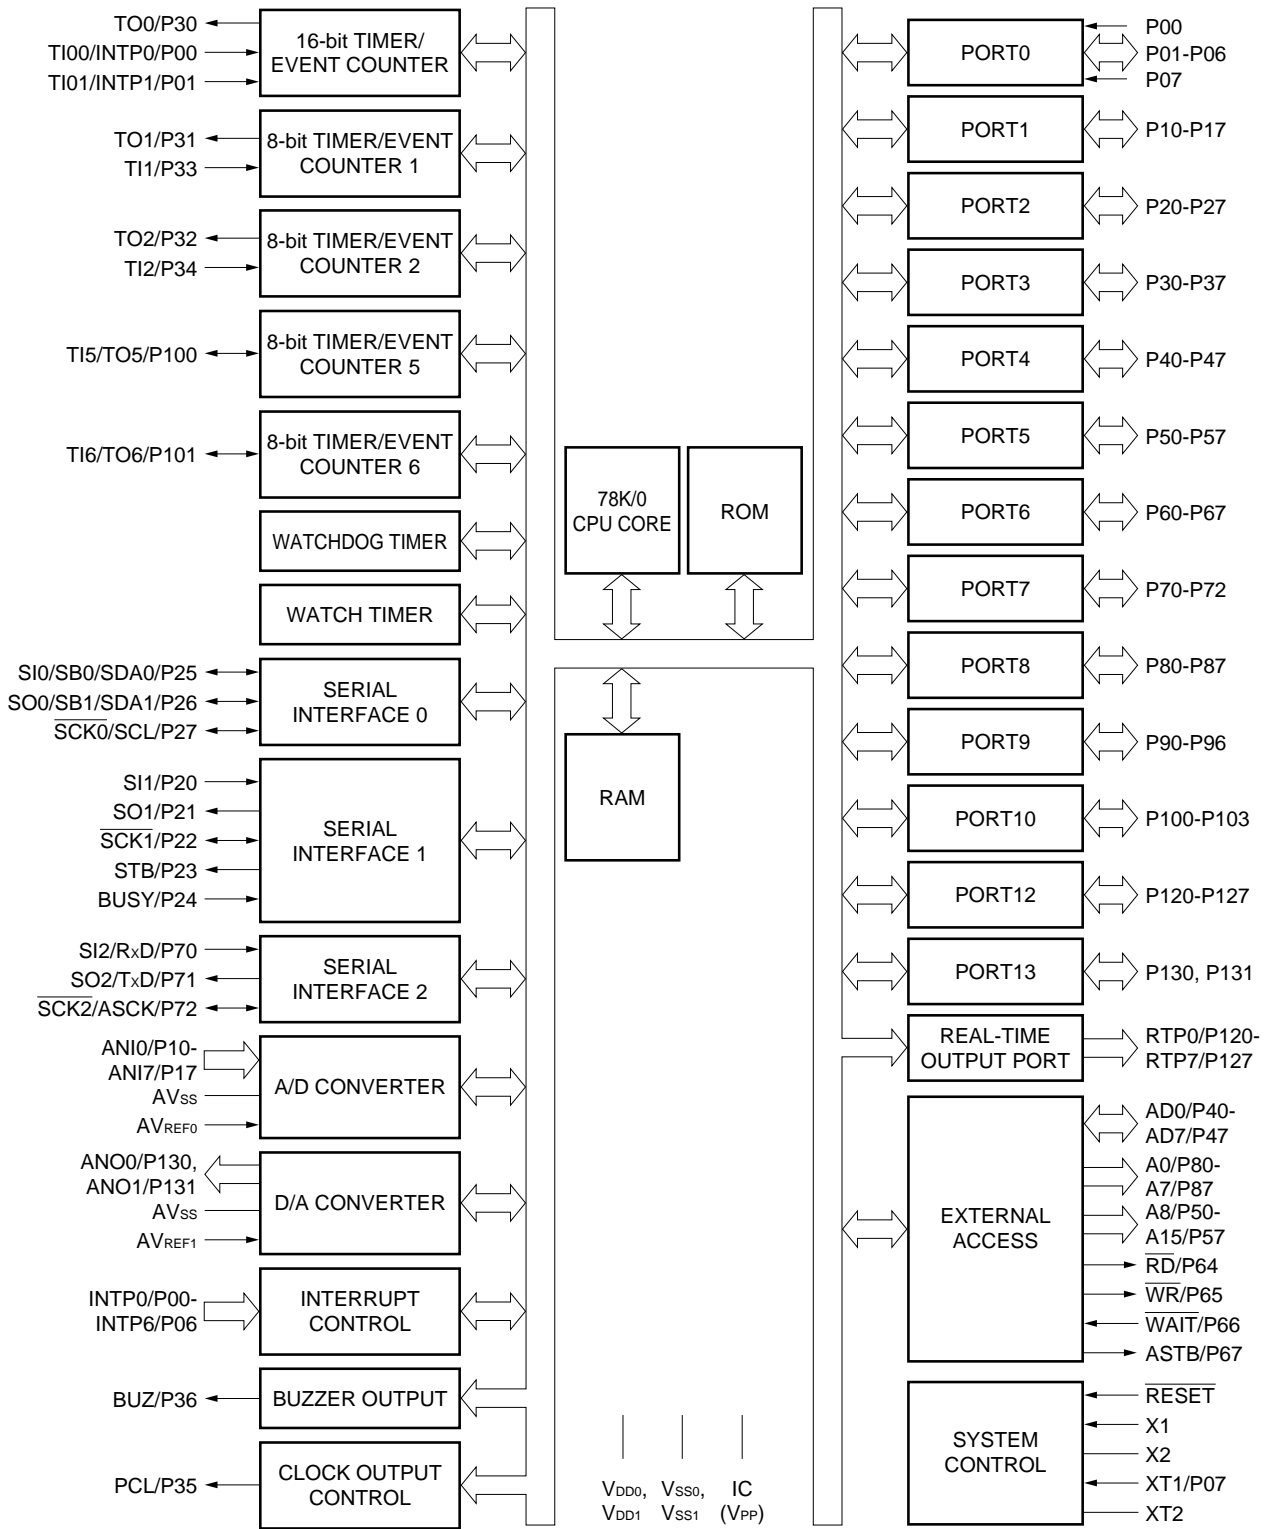 TO0/P30
TI00/INTP0/P00
TI01/INTP1/P01
16-bit TIMER/
EVENT COUNTER
TO1/P31
TI1/P33
8-bit TIMER/EVENT
COUNTER 1
TO2/P32
TI2/P34
8-bit TIMER/EVENT
COUNTER 2
TI5/TO5/P100
8-bit TIMER/EVENT
COUNTER 5
TI6/TO6/P101
8-bit TIMER/EVENT
COUNTER 6
WATCHDOG TIMER
WATCH TIMER
SI0/SB0/SDA0/P25
SO0/SB1/SDA1/P26
SCK0/SCL/P27
SERIAL
INTERFACE 0
SI1/P20
SO1/P21
SCK1/P22
STB/P23
BUSY/P24
SERIAL
INTERFACE 1
SI2/RxD/P70
SO2/TxD/P71
SCK2/ASCK/P72
SERIAL
INTERFACE 2
ANI0/P10-
ANI7/P17
AVSS
AVREF0
A/D CONVERTER
ANO0/P130,
ANO1/P131
AVSS
AVREF1
D/A CONVERTER
INTP0/P00-
INTP6/P06
INTERRUPT
CONTROL
BUZ/P36
BUZZER OUTPUT
PCL/P35
CLOCK OUTPUT
CONTROL
78K/0
CPU CORE
ROM
RAM
VDD0,
VDD1
VSS0,
VSS1
IC
(VPP)
PORT0
P00
P01-P06
P07
PORT1
P10-P17
PORT2
P20-P27
PORT3
P30-P37
PORT4
P40-P47
PORT5
P50-P57
PORT6
P60-P67
PORT7
P70-P72
PORT8
P80-P87
PORT9
P90-P96
PORT10
P100-P103
PORT12
P120-P127
PORT13
P130, P131
REAL-TIME
OUTPUT PORT
RTP0/P120-
RTP7/P127
EXTERNAL
ACCESS
AD0/P40-
AD7/P47
A0/P80-
A7/P87
A8/P50-
A15/P57
RD/P64
WR/P65
WAIT/P66
ASTB/P67
SYSTEM
CONTROL
RESET
X1
X2
XT1/P07
XT2